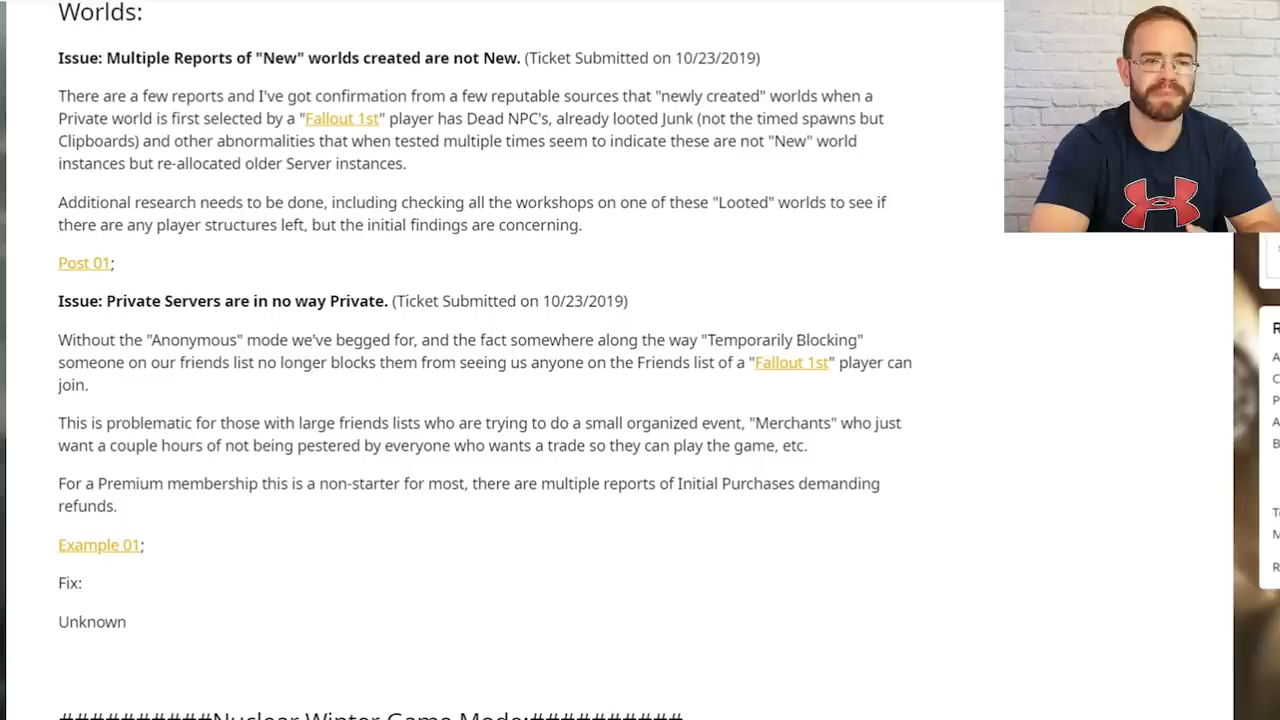 Worlds:
Issue: Multiple Reports of "New" worlds created are not New. (Ticket Submitted on 10/23/2019)
There are a few reports and I've got confirmation from a few reputable sources that "newly created" worlds when a
Private world is first selected by a "Fallout 1st" player has Dead NPC's, already looted Junk (not the timed spawns but
Clipboards) and other abnormalities that when tested multiple times seem to indicate these are not "New" world
instances but re-allocated older Server instances.
Additional research needs to be done, including checking all the workshops on one of these "Looted" worlds to see if
there are any player structures left, but the initial findings are concerning.
Post 01;
Issue: Private Servers are in no way Private. (Ticket Submitted on 10/23/2019)
Without the "Anonymous" mode we've begged for, and the fact somewhere along the way "Temporarily Blocking"
someone on our friends list no longer blocks them from seeing us anyone on the Friends list of a "Fallout 1st" player can
join.
This is problematic for those with large friends lists who are trying to do a small organized event, "Merchants" who just
want a couple hours of not being pestered by everyone who wants a trade so they can play the game, etc.
For a Premium membership this is a non-starter for most, there are multiple reports of Initial Purchases demanding
refunds.
Example 01;
Fix:
Unknown
##########Nuclear Winter Game Mode:##########